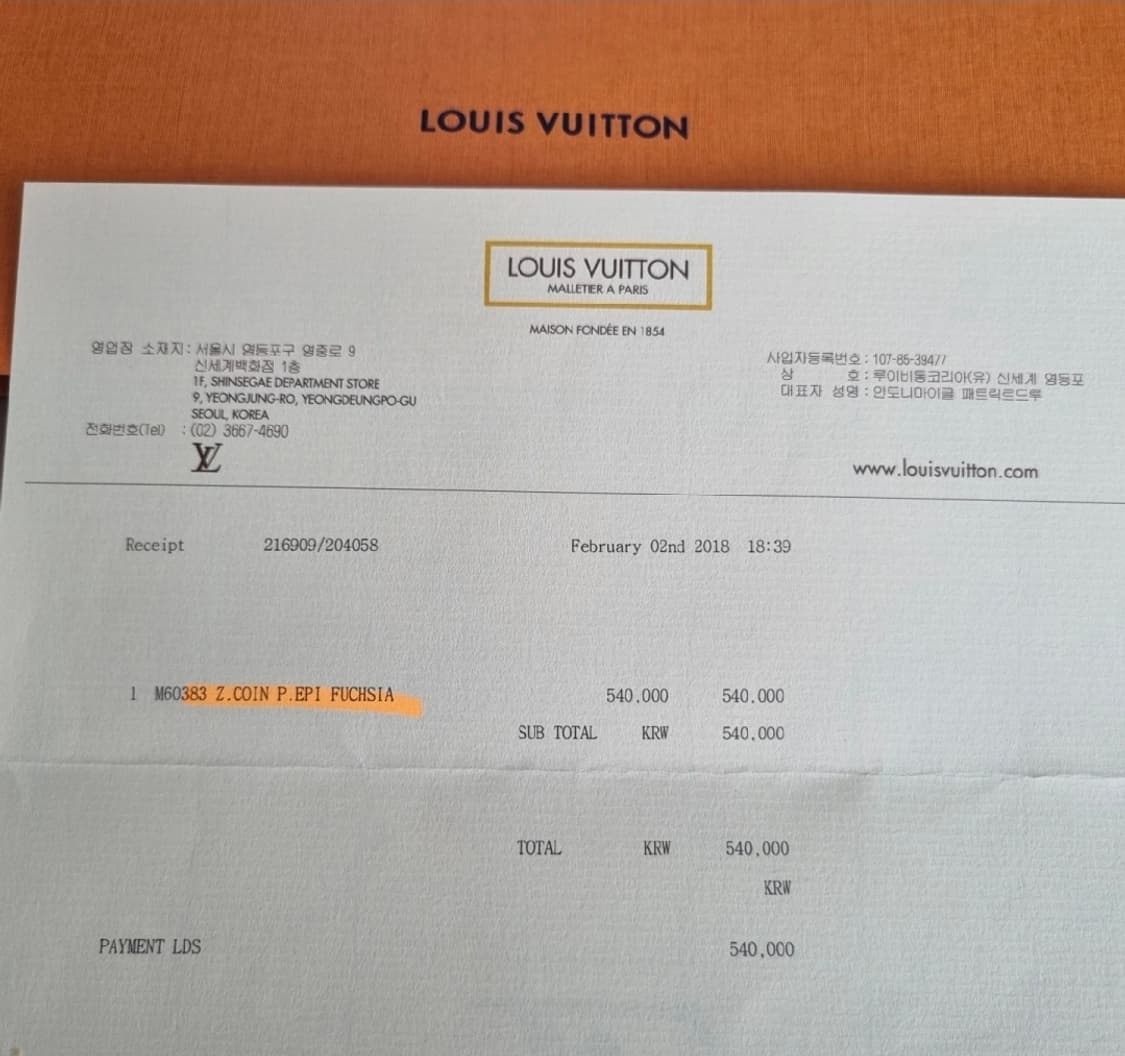 LOUIS VUITTON
LOUIS VUITTON
MALLETIER A PARIS
MAISON FONDÉE EN 1854
영업장 소재지: 서울시 영등포구 영중로 9
신세계백화점 1층
1F, SHINSEGAE DEPARTMENT STORE
9, YEONGJUNG-RO, YEONGDEUNGPO-GU
SEOUL, KOREA
전화번호(Tel) : (02) 3667-4690
LV
사업자등록번호 : 107-85-39477
상 호 : 루이비통코리아(유) 신세계 영등포
대표자 성명 : 안토니마이클 패트릭르드루
www.louisvuitton.com
Receipt 216909/204058 February 02nd 2018 18:39
1 M60383 Z.COIN P.EPI FUCHSIA 540,000 540,000
SUB TOTAL KRW 540,000
TOTAL KRW 540,000
KRW
PAYMENT LDS 540,000